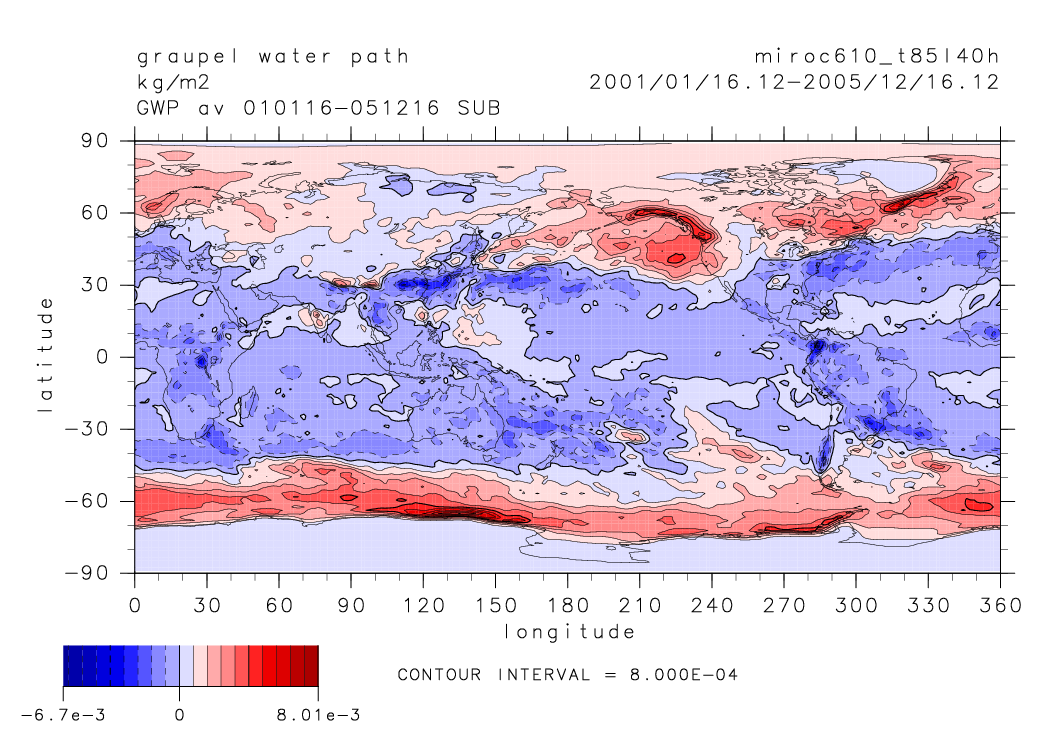 graupel water path
miroc610_t85l40h
kg/m2
2001/01/16.12-2005/12/16.12
GWP av 010116-051216 SUB
latitude
90
60
30
0
-30
-60
-90
0 30 60 90 120 150 180 210 240 270 300 330 360
longitude
CONTOUR INTERVAL = 8.000E-04
-6.7e-3 0 8.01e-3